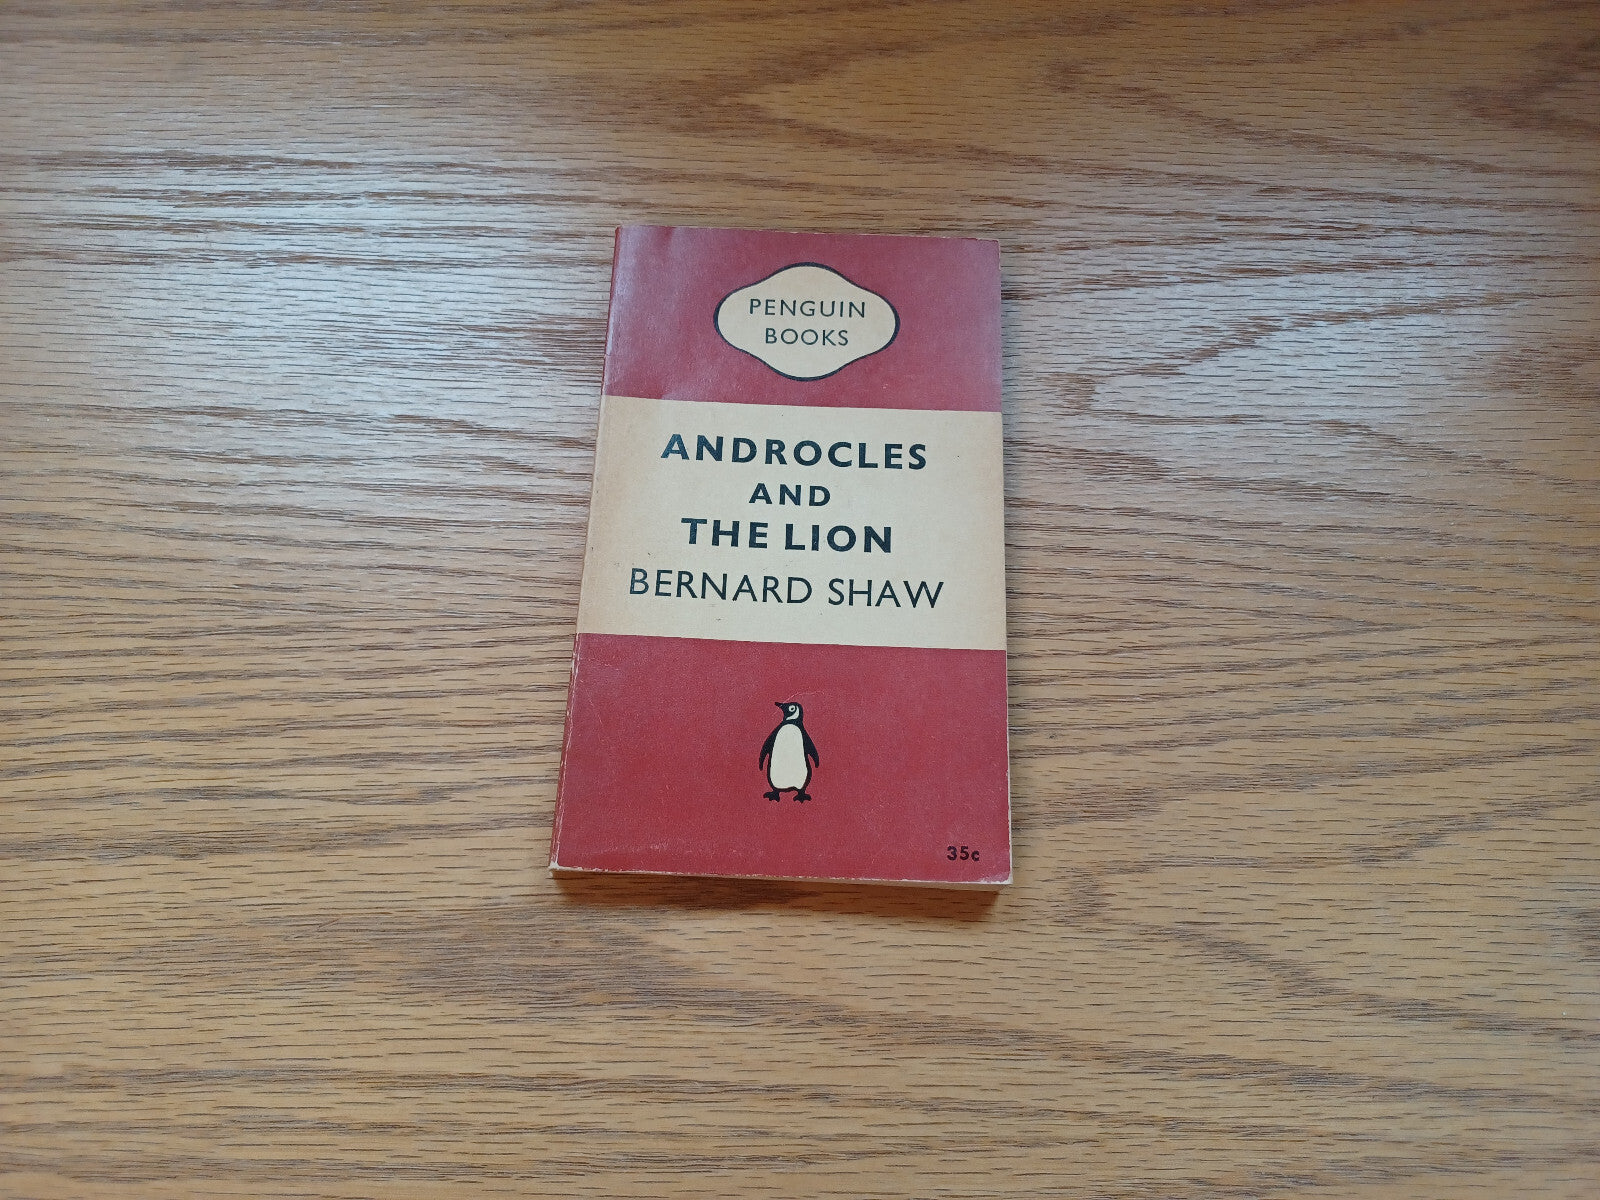 PENGUIN
BOOKS
ANDROCLES
AND
THE LION
BERNARD SHAW
35c